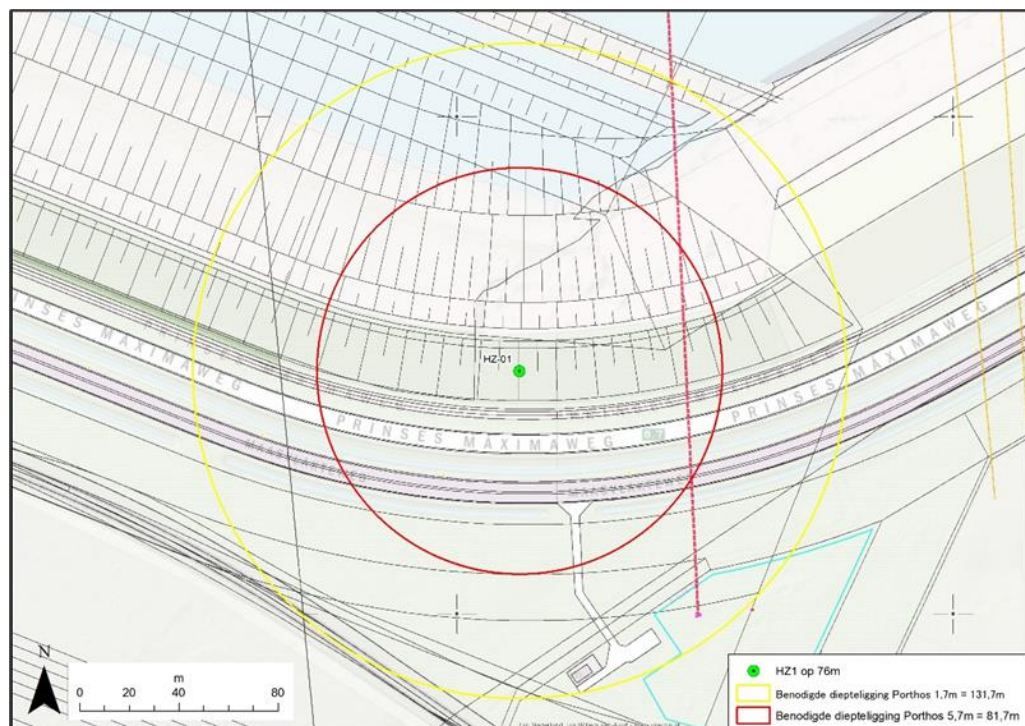 HZ-01
PRINSES MAXIMAWEG
PRINSES MAXIMAWEG
PRINSES MAXIMAWEG
N
m
0 20 40 80
HZ1 op 76m
Benodigde diepteligging Porthos 1,7m = 131,7m
Benodigde diepteligging Porthos 5,7m = 81,7m